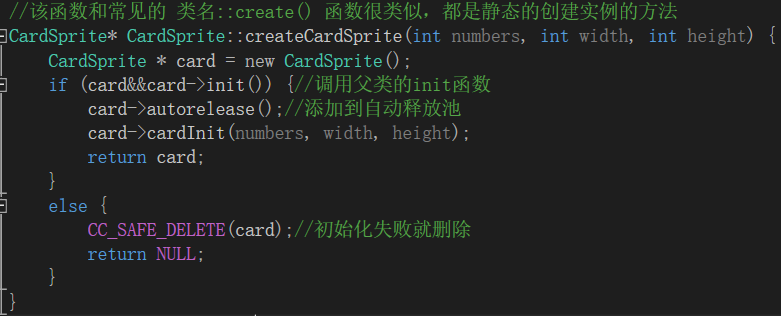 //该函数和常见的 类名::create() 函数很类似，都是静态的创建实例的方法
CardSprite* CardSprite::createCardSprite(int numbers, int width, int height) {
    CardSprite * card = new CardSprite();
    if (card&&card->init()) {//调用父类的init函数
        card->autorelease();//添加到自动释放池
        card->cardInit(numbers, width, height);
        return card;
    }
    else {
        CC_SAFE_DELETE(card);//初始化失败就删除
        return NULL;
    }
}